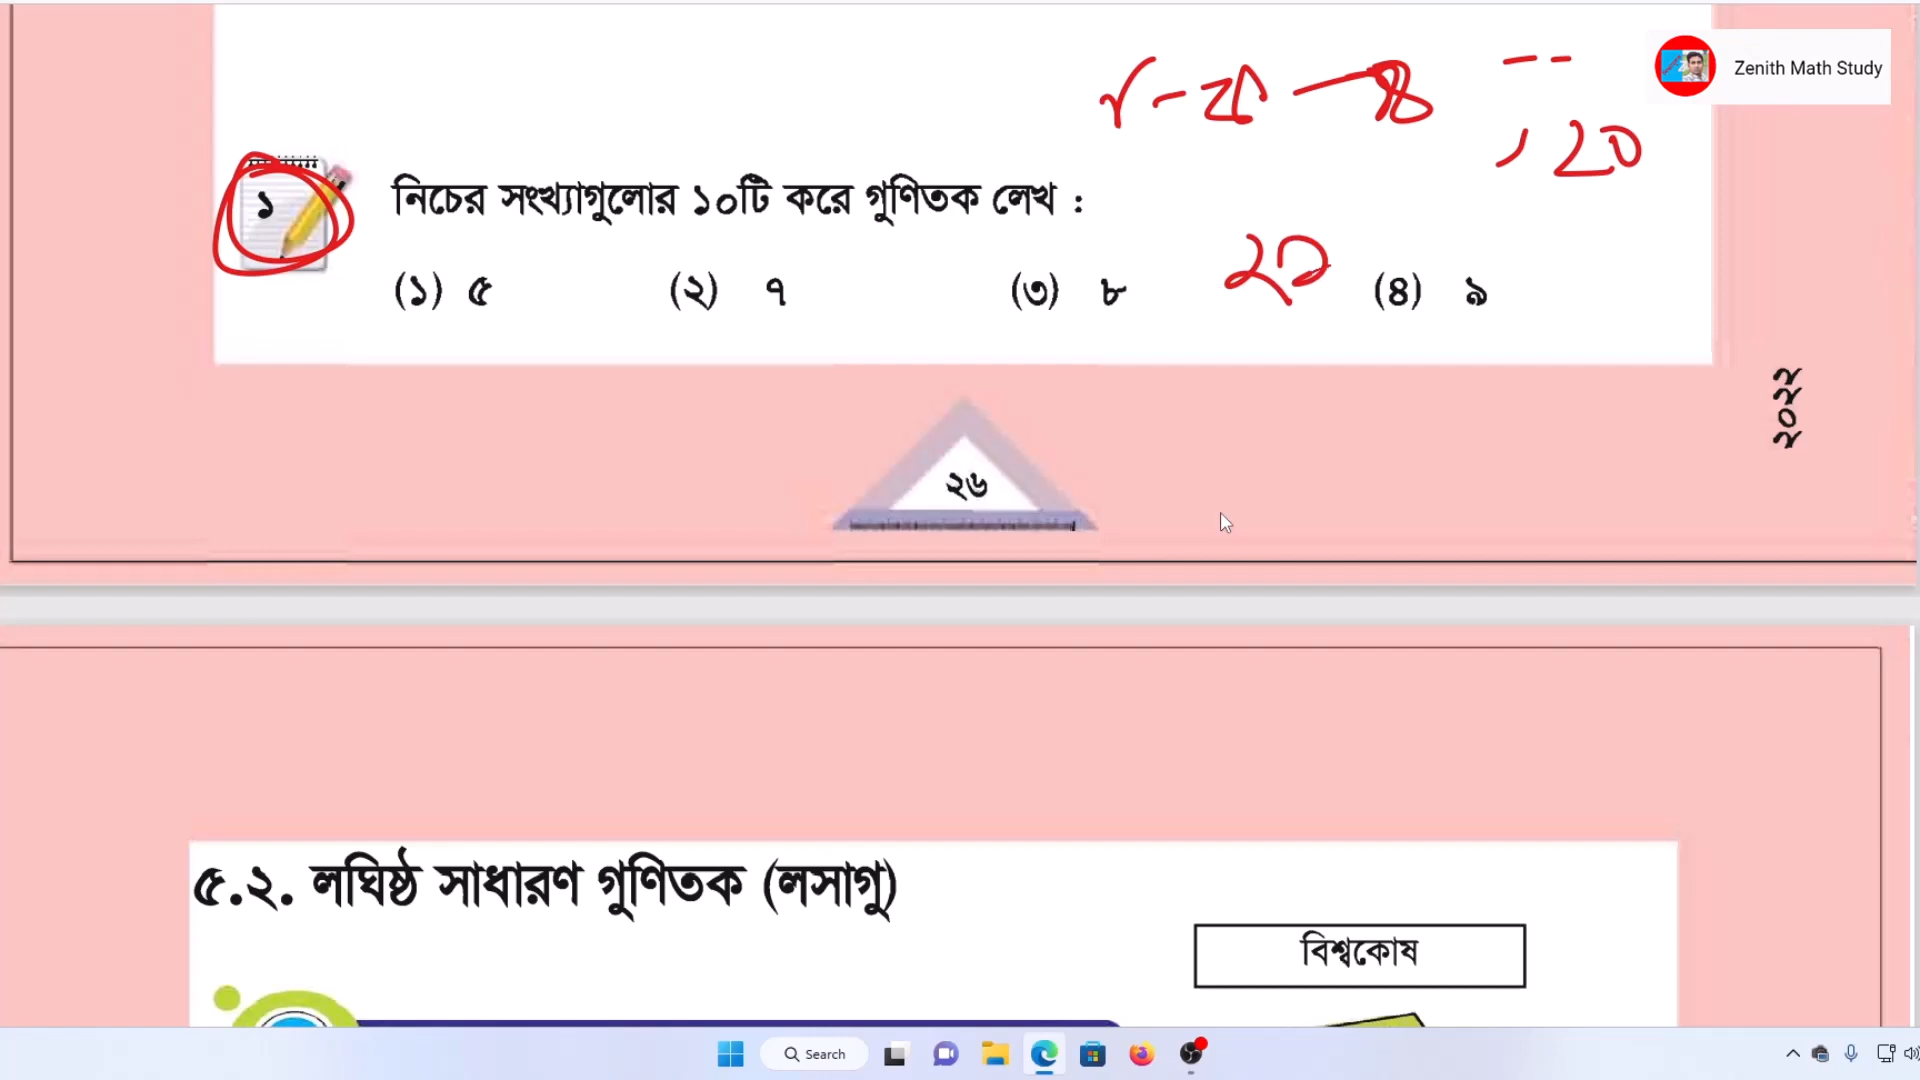 Zenith Math Study
১
নিচের সংখ্যাগুলোর ১০টি করে গুণিতক লেখ :
(১) ৫ (২) ৭ (৩) ৮ (৪) ৯
২০২২
২৬
৫.২. লঘিষ্ঠ সাধারণ গুণিতক (লসাগু)
বিশ্বকোষ
Search